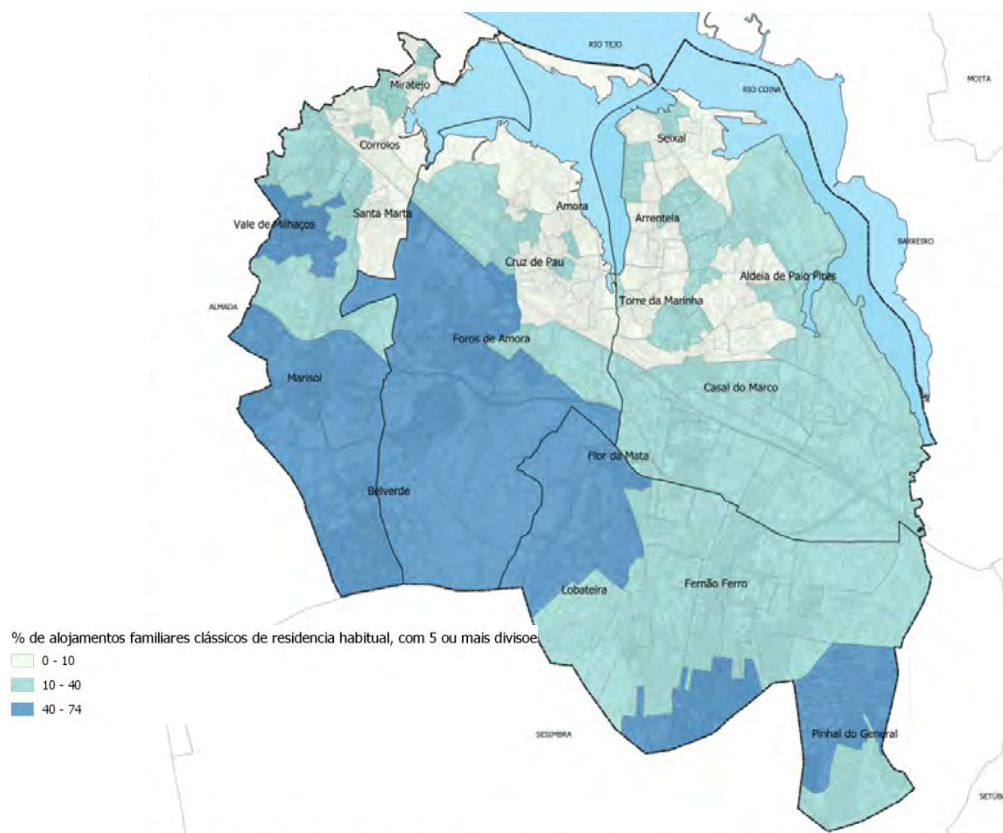 RIO TEJO
MOITA
Miratejo
RIO COINA
Seixal
Corroios
Amora
Santa Marta
Arrentela
Vale de Milhaços
BARREIRO
Cruz de Pau
Aldeia de Paio Pires
Torre da Marinha
ALMADA
Foros de Amora
Marisol
Casal do Marco
Flor da Mata
Belverde
Fernão Ferro
Lobateira
% de alojamentos familiares clássicos de residencia habitual, com 5 ou mais divisoe
0 - 10
10 - 40
40 - 74
SESIMBRA
Pinhal do General
SETÚB